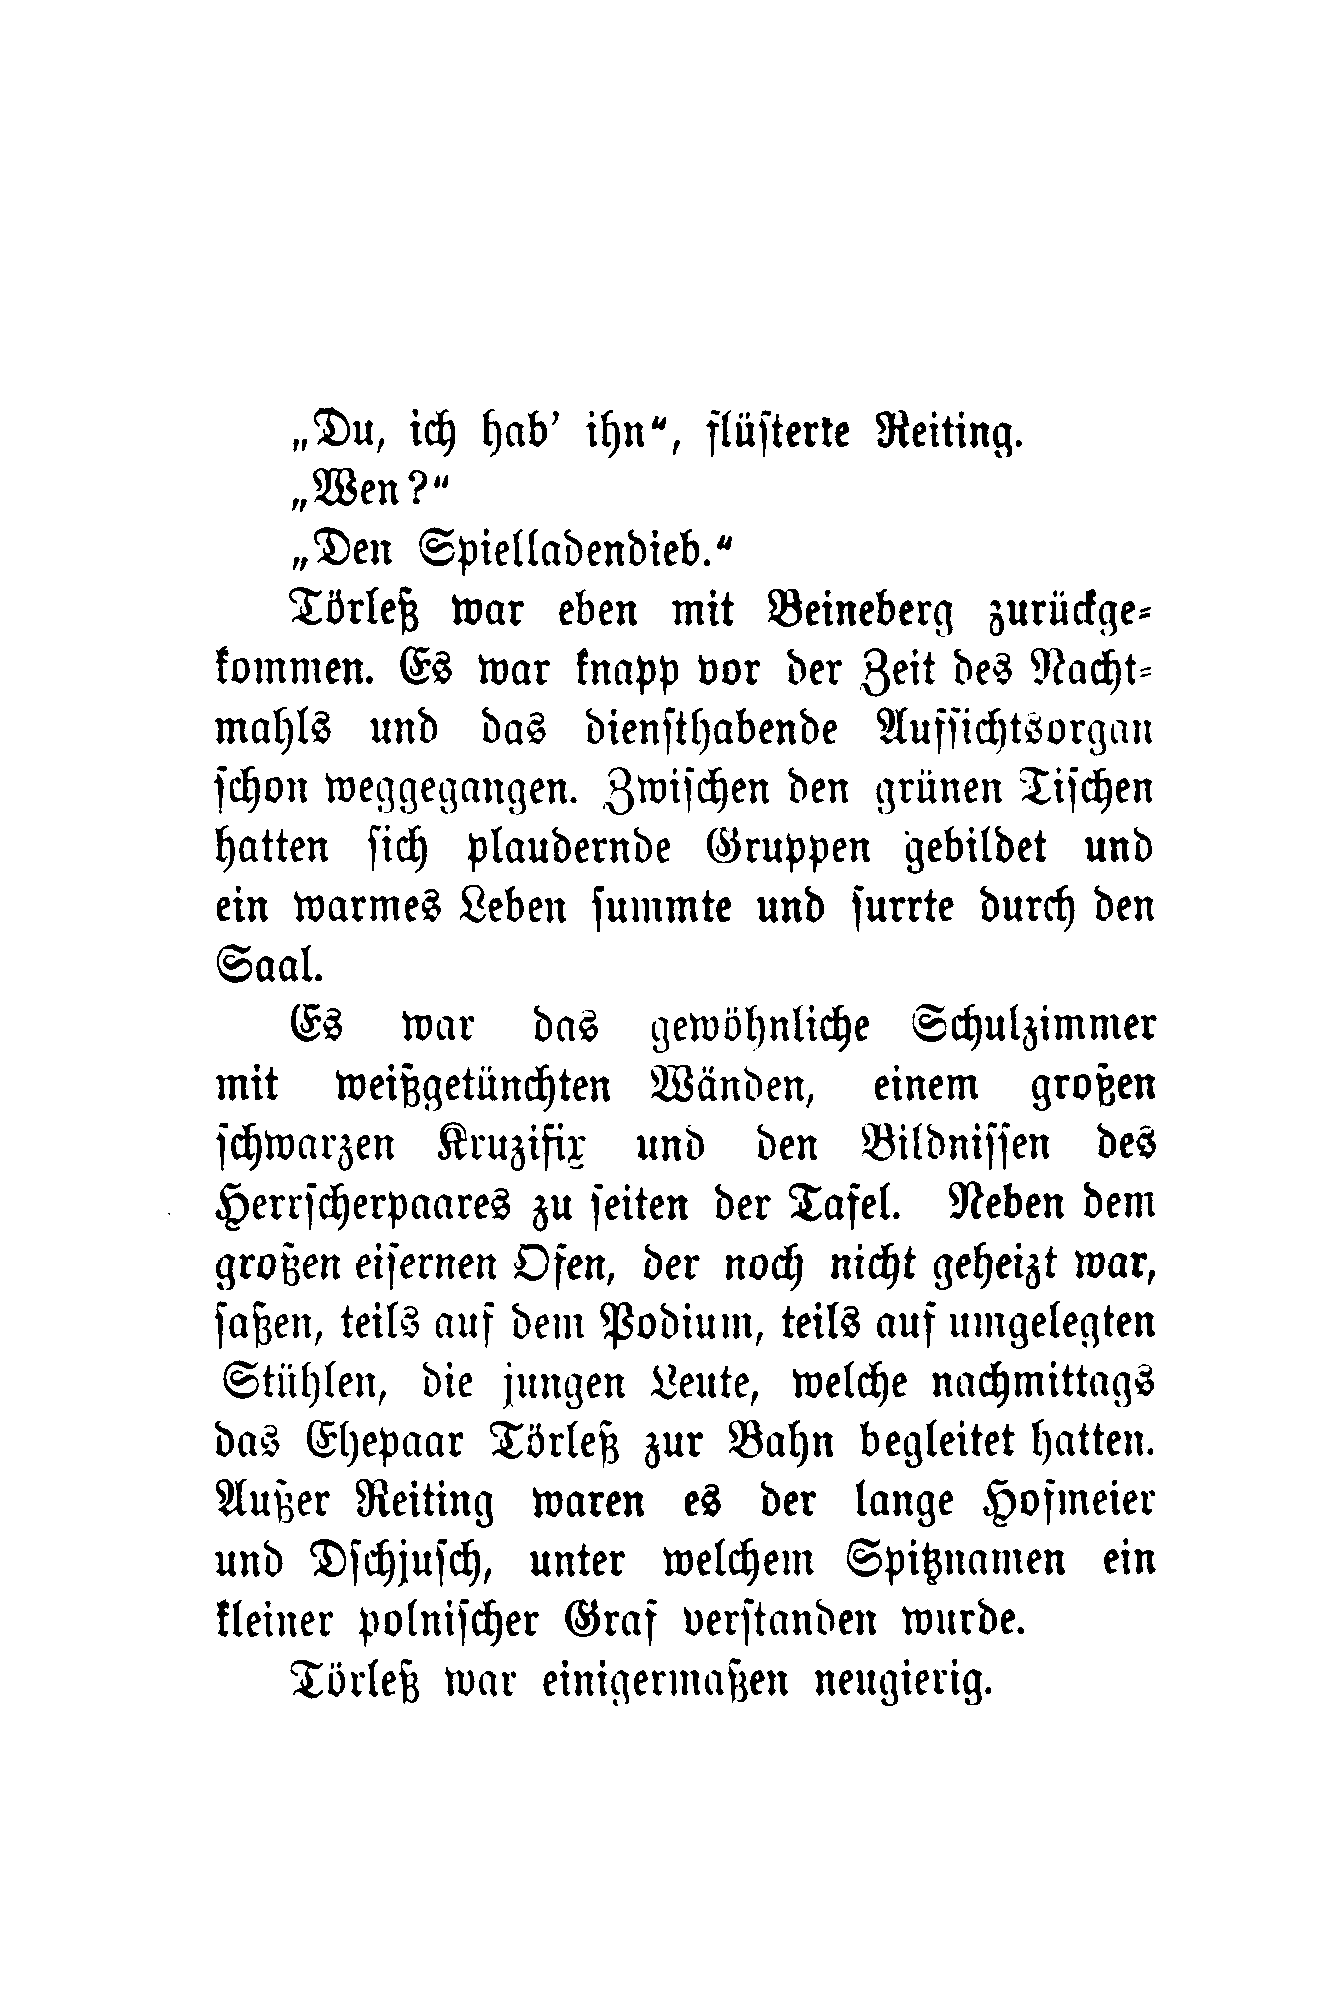 „Du, ich hab’ ihn“, flüſterte Reiting.
„Wen?“
„Den Spielladendieb.“
Törleß war eben mit Beineberg zurückge⸗
kommen. Es war knapp vor der Zeit des Nacht⸗
mahls und das dienſthabende Aufſichtsorgan
ſchon weggegangen. Zwiſchen den grünen Tiſchen
hatten ſich plaudernde Gruppen gebildet und
ein warmes Leben ſummte und ſurrte durch den
Saal.
Es war das gewöhnliche Schulzimmer
mit weißgetünchten Wänden, einem großen
ſchwarzen Kruzifix und den Bildniſſen des
Herrſcherpaares zu ſeiten der Tafel. Neben dem
großen eiſernen Ofen, der noch nicht geheizt war,
ſaßen, teils auf dem Podium, teils auf umgelegten
Stühlen, die jungen Leute, welche nachmittags
das Ehepaar Törleß zur Bahn begleitet hatten.
Außer Reiting waren es der lange Hofmeier
und Dſchjuſch, unter welchem Spitznamen ein
kleiner polniſcher Graf verſtanden wurde.
Törleß war einigermaßen neugierig.